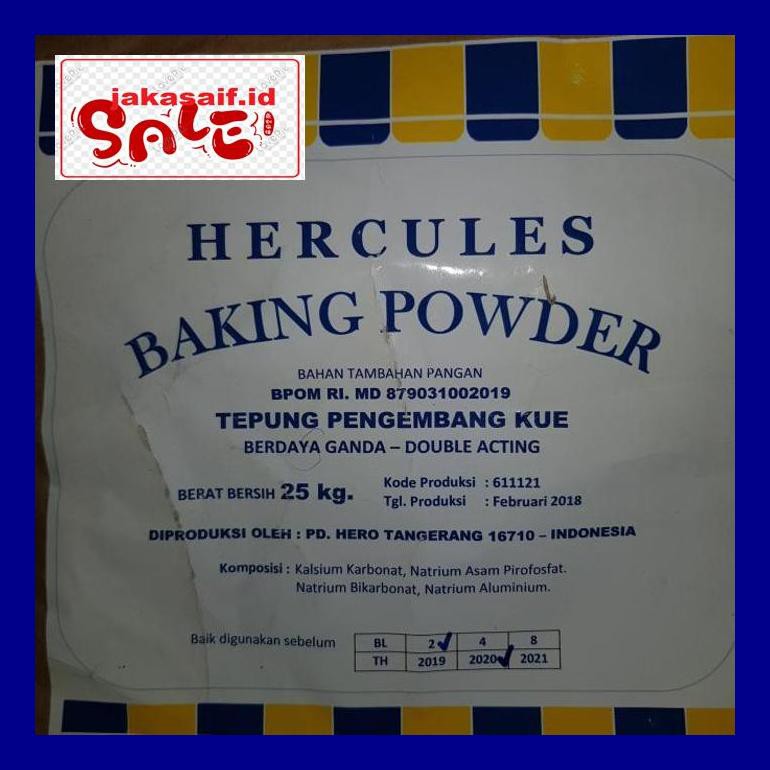 jakasaif.id
SALE
HERCULES
BAKING POWDER
BAHAN TAMBAHAN PANGAN
BPOM RI. MD 879031002019
TEPUNG PENGEMBANG KUE
BERDAYA GANDA – DOUBLE ACTING
BERAT BERSIH 25 kg.
Kode Produksi : 611121
Tgl. Produksi : Februari 2018
DIPRODUKSI OLEH : PD. HERO TANGERANG 16710 – INDONESIA
Komposisi : Kalsium Karbonat, Natrium Asam Pirofosfat.
Natrium Bikarbonat, Natrium Aluminium.
Baik digunakan sebelum
BL 2 4 8
TH 2019 2020 2021